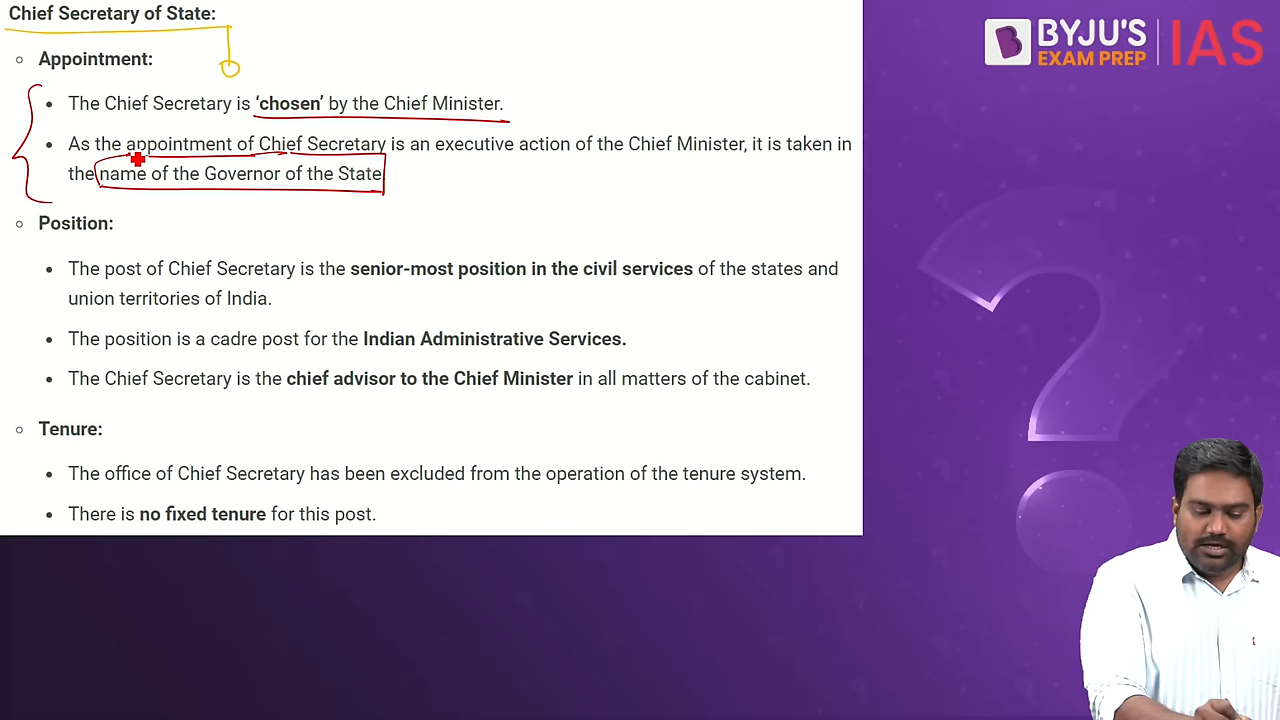 Chief Secretary of State:
BYJU'S
EXAM PREP
IAS
Appointment:
The Chief Secretary is ‘chosen’ by the Chief Minister.
As the appointment of Chief Secretary is an executive action of the Chief Minister, it is taken in
the name of the Governor of the State
Position:
The post of Chief Secretary is the senior-most position in the civil services of the states and
union territories of India.
The position is a cadre post for the Indian Administrative Services.
The Chief Secretary is the chief advisor to the Chief Minister in all matters of the cabinet.
Tenure:
The office of Chief Secretary has been excluded from the operation of the tenure system.
There is no fixed tenure for this post.